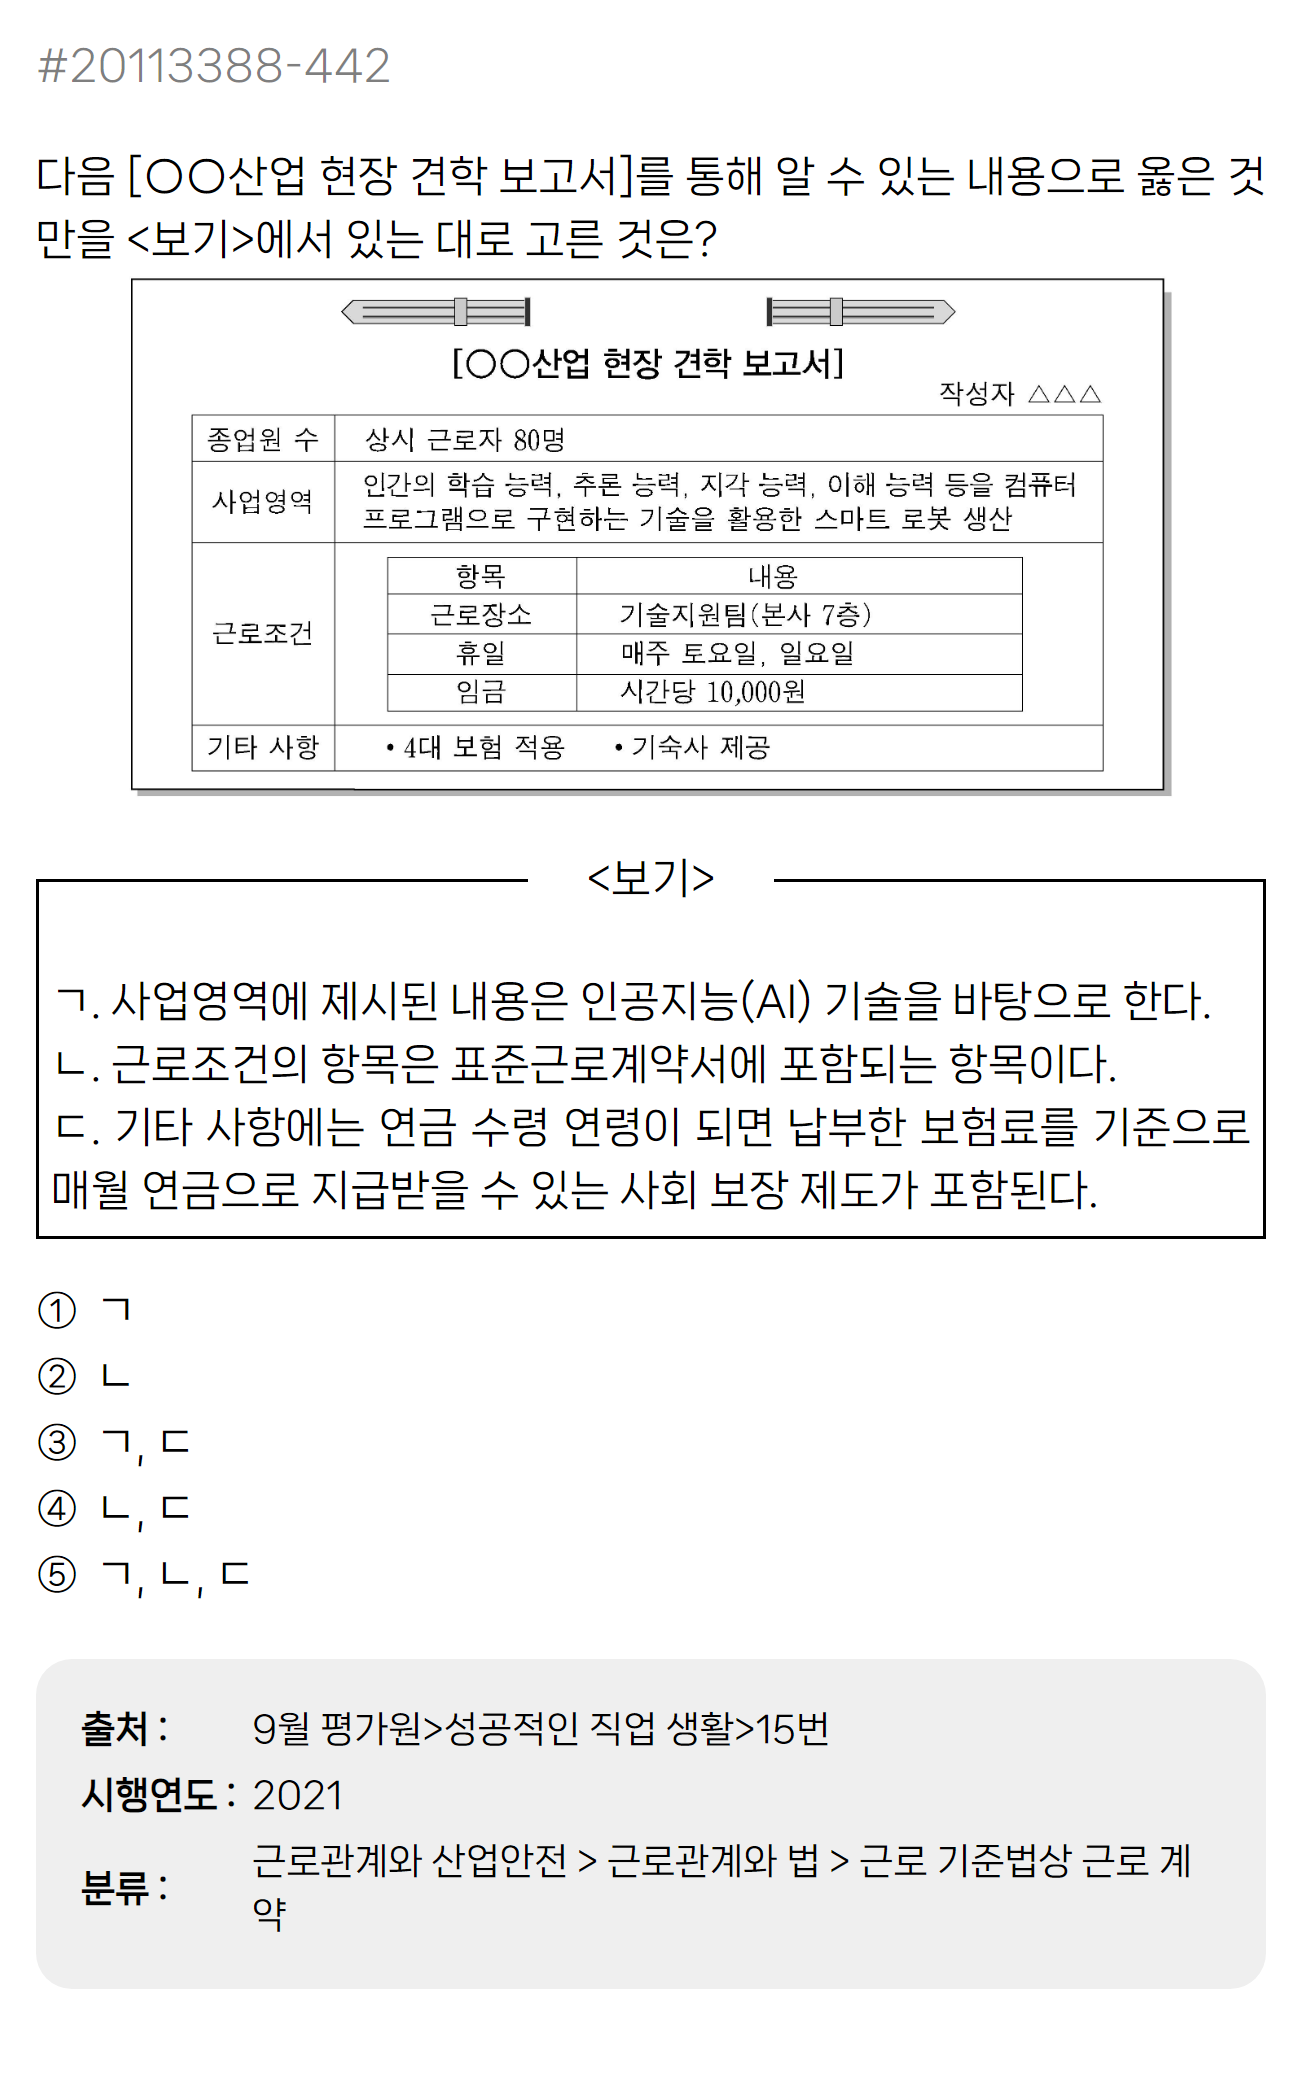 #20113388-442
다음 [〇〇산업 현장 견학 보고서]를 통해 알 수 있는 내용으로 옳은 것
만을 <보기>에서 있는 대로 고른 것은?
[〇〇산업 현장 견학 보고서]
작성자 △△△
종업원 수 상시 근로자 80명
사업영역 인간의 학습 능력, 추론 능력, 지각 능력, 이해 능력 등을 컴퓨터
프로그램으로 구현하는 기술을 활용한 스마트 로봇 생산
근로조건
항목 내용
근로장소 기술지원팀(본사 7층)
휴일 매주 토요일, 일요일
임금 시간당 10,000원
기타 사항 • 4대 보험 적용 • 기숙사 제공
<보기>
ㄱ. 사업영역에 제시된 내용은 인공지능(AI) 기술을 바탕으로 한다.
ㄴ. 근로조건의 항목은 표준근로계약서에 포함되는 항목이다.
ㄷ. 기타 사항에는 연금 수령 연령이 되면 납부한 보험료를 기준으로
매월 연금으로 지급받을 수 있는 사회 보장 제도가 포함된다.
① ㄱ
② ㄴ
③ ㄱ, ㄷ
④ ㄴ, ㄷ
⑤ ㄱ, ㄴ, ㄷ
출처 : 9월 평가원>성공적인 직업 생활>15번
시행연도 : 2021
분류 : 근로관계와 산업안전 > 근로관계와 법 > 근로 기준법상 근로 계
약